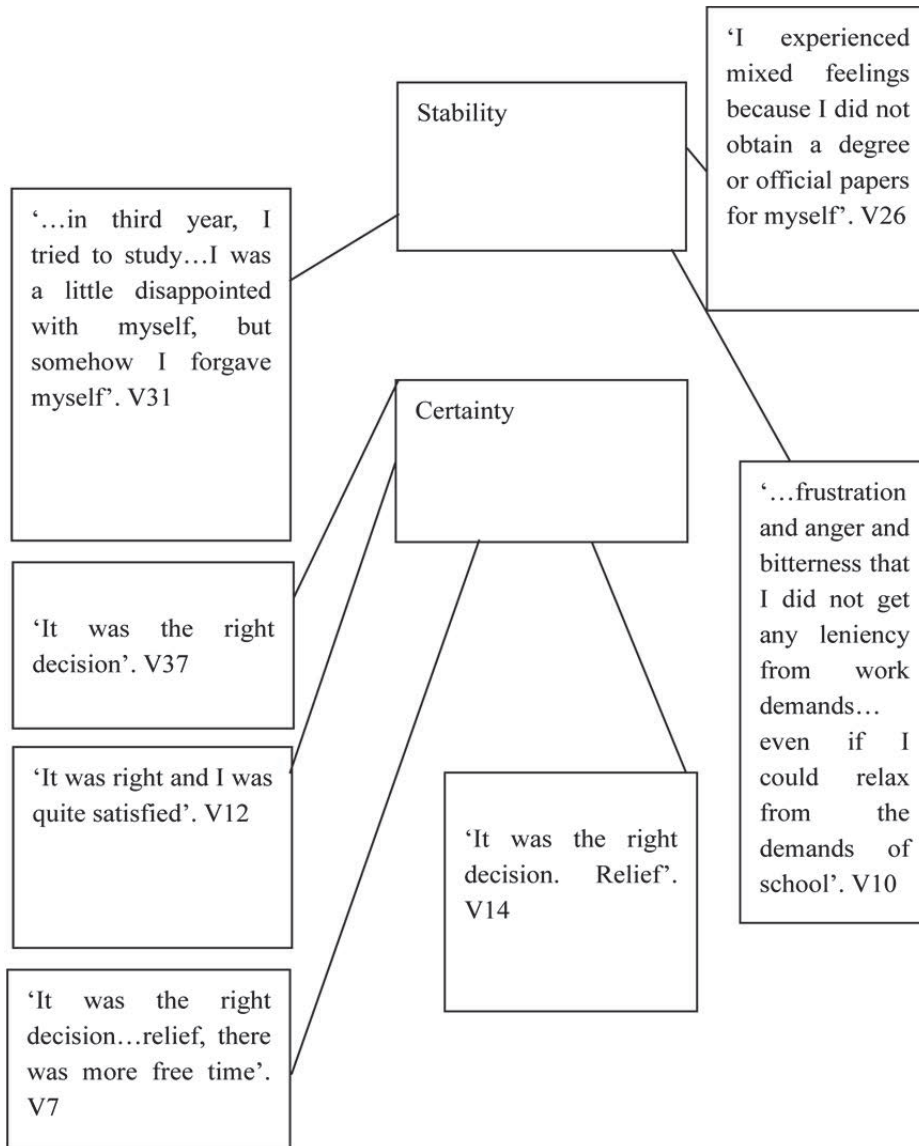 Stability
‘I experienced
mixed feelings
because I did not
obtain a degree
or official papers
for myself’. V26
‘…in third year, I
tried to study…I was
a little disappointed
with myself, but
somehow I forgave
myself’. V31
Certainty
‘…frustration
and anger and
bitterness that
I did not get
any leniency
from work
demands…
even if I
could relax
from the
demands of
school’. V10
‘It was the right
decision’. V37
‘It was right and I was
quite satisfied’. V12
‘It was the right
decision. Relief’.
V14
‘It was the right
decision…relief, there
was more free time’.
V7